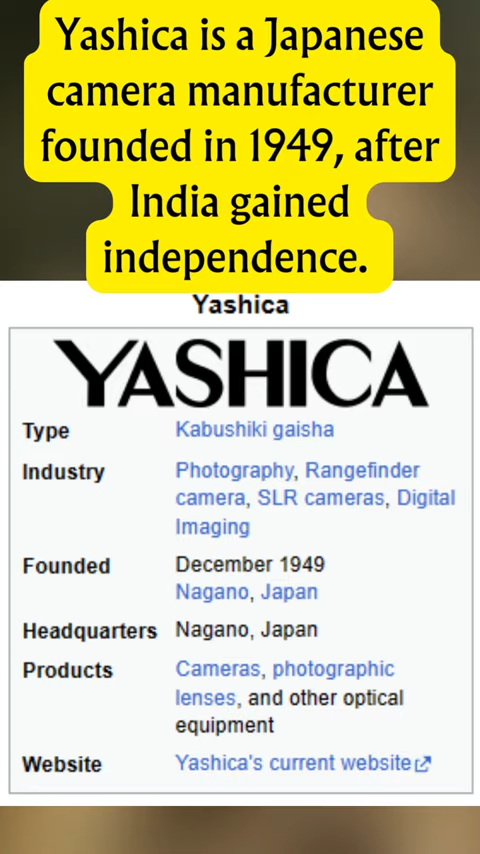 Yashica is a Japanese
camera manufacturer
founded in 1949, after
India gained
independence.
Yashica
YASHICA
Type Kabushiki gaisha
Industry Photography, Rangefinder
camera, SLR cameras, Digital
Imaging
Founded December 1949
Nagano, Japan
Headquarters Nagano, Japan
Products Cameras, photographic
lenses, and other optical
equipment
Website Yashica's current website